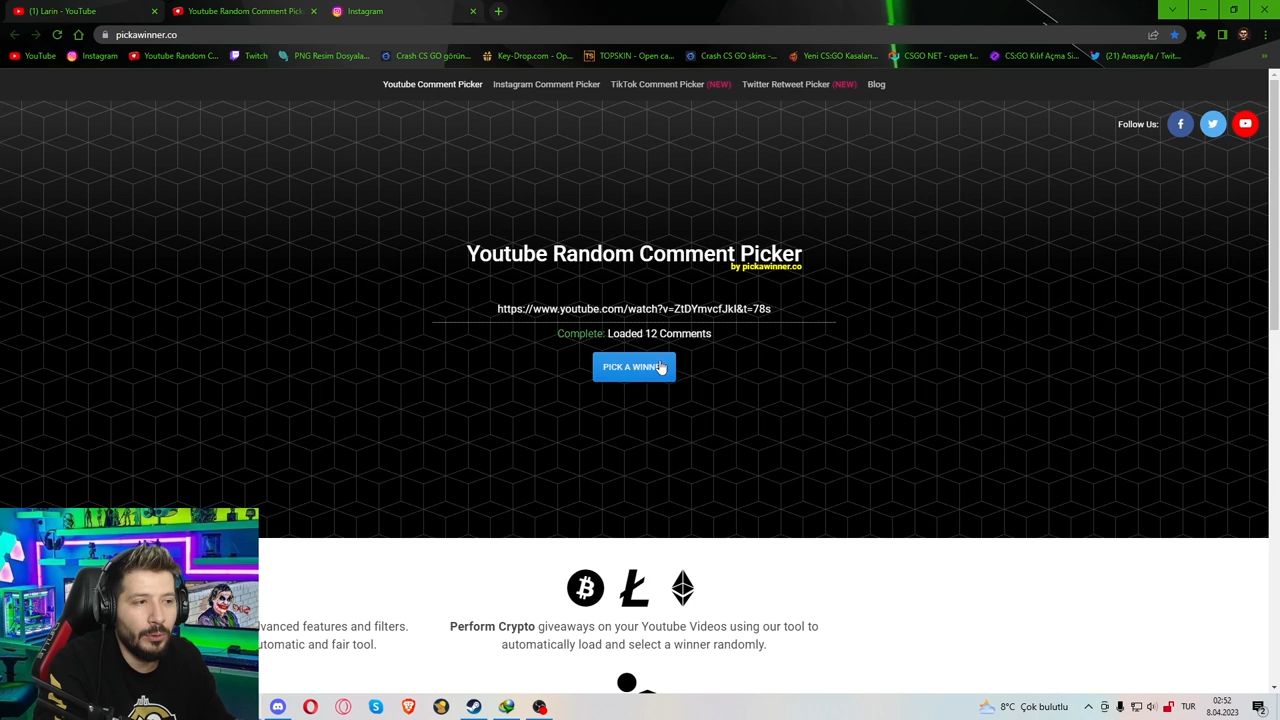 (1) Larin - YouTube
Youtube Random Comment Pick
Instagram
pickawinner.co
YouTube
Instagram
Youtube Random C...
Twitch
PNG Resim Dosyala...
Crash CS GO görün...
Key-Drop.com - Op...
TOPSKIN - Open ca...
Crash CS GO skins -...
Yeni CS:GO Kasaları...
CSGO NET - open t...
CS:GO Kılıf Açma Si...
(21) Anasayfa / Twit...
»
Youtube Comment Picker
Instagram Comment Picker
TikTok Comment Picker (NEW)
Twitter Retweet Picker (NEW)
Blog
Follow Us:
Youtube Random Comment Picker
by pickawinner.co
https://www.youtube.com/watch?v=ZtDYmvcfJkI&t=78s
Complete: Loaded 12 Comments
PICK A WINNE
dvanced features and filters.
utomatic and fair tool.
Perform Crypto giveaways on your Youtube Videos using our tool to
automatically load and select a winner randomly.
8°C Çok bulutlu
TUR
02:52
8.04.2023
2